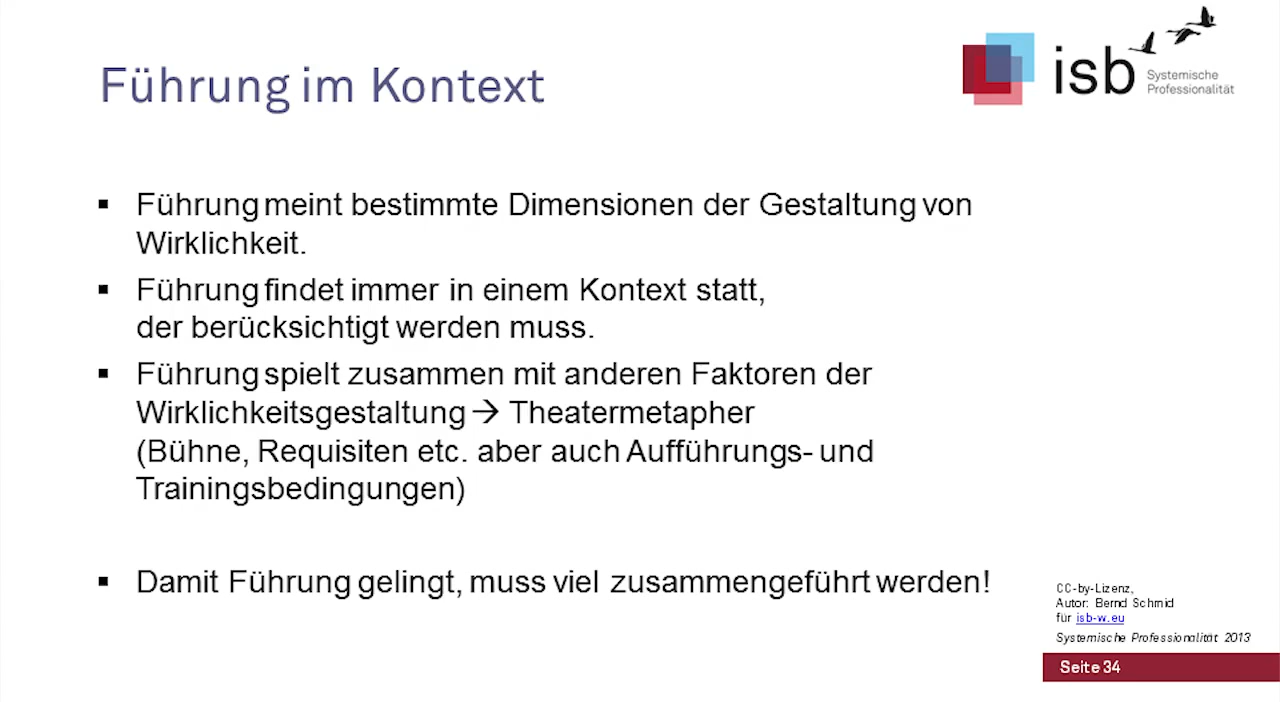 Führung im Kontext
isb
Systemische
Professionalität
▪ Führung meint bestimmte Dimensionen der Gestaltung von
Wirklichkeit.
▪ Führung findet immer in einem Kontext statt,
der berücksichtigt werden muss.
▪ Führung spielt zusammen mit anderen Faktoren der
Wirklichkeitsgestaltung → Theatermetapher
(Bühne, Requisiten etc. aber auch Aufführungs- und
Trainingsbedingungen)
▪ Damit Führung gelingt, muss viel zusammengeführt werden!
CC-by-Lizenz,
Autor: Bernd Schmid
für isb-w.eu
Systemische Professionalität 2013
Seite 34